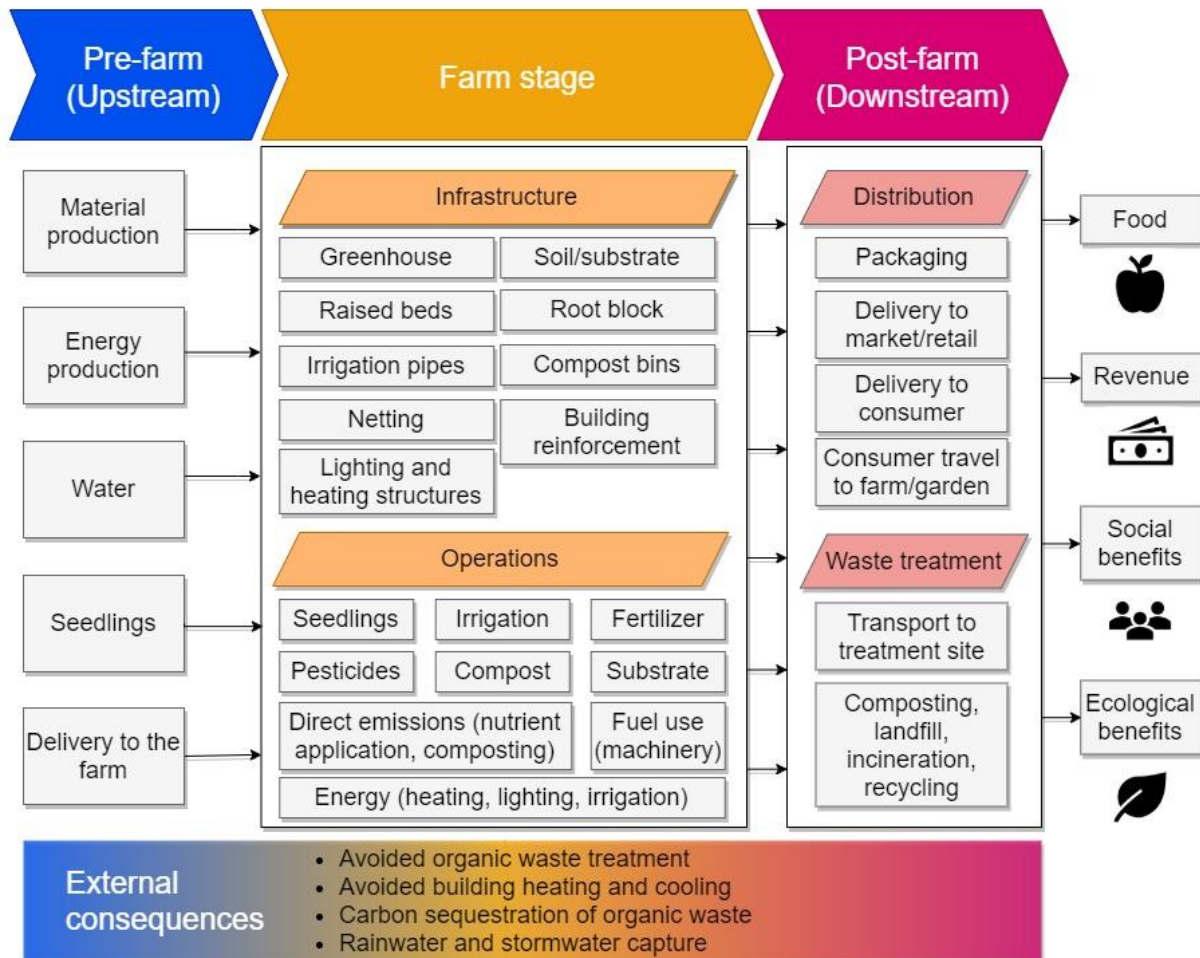 Pre-farm
(Upstream)
Farm stage
Post-farm
(Downstream)
Material
production
Energy
production
Water
Seedlings
Delivery to the
farm
Infrastructure
Greenhouse
Soil/substrate
Raised beds
Root block
Irrigation pipes
Compost bins
Netting
Building
reinforcement
Lighting and
heating structures
Operations
Seedlings
Irrigation
Fertilizer
Pesticides
Compost
Substrate
Direct emissions (nutrient
application, composting)
Fuel use
(machinery)
Energy (heating, lighting, irrigation)
Distribution
Packaging
Delivery to
market/retail
Delivery to
consumer
Consumer travel
to farm/garden
Waste treatment
Transport to
treatment site
Composting,
landfill,
incineration,
recycling
Food
Revenue
Social
benefits
Ecological
benefits
External
consequences
• Avoided organic waste treatment
• Avoided building heating and cooling
• Carbon sequestration of organic waste
• Rainwater and stormwater capture